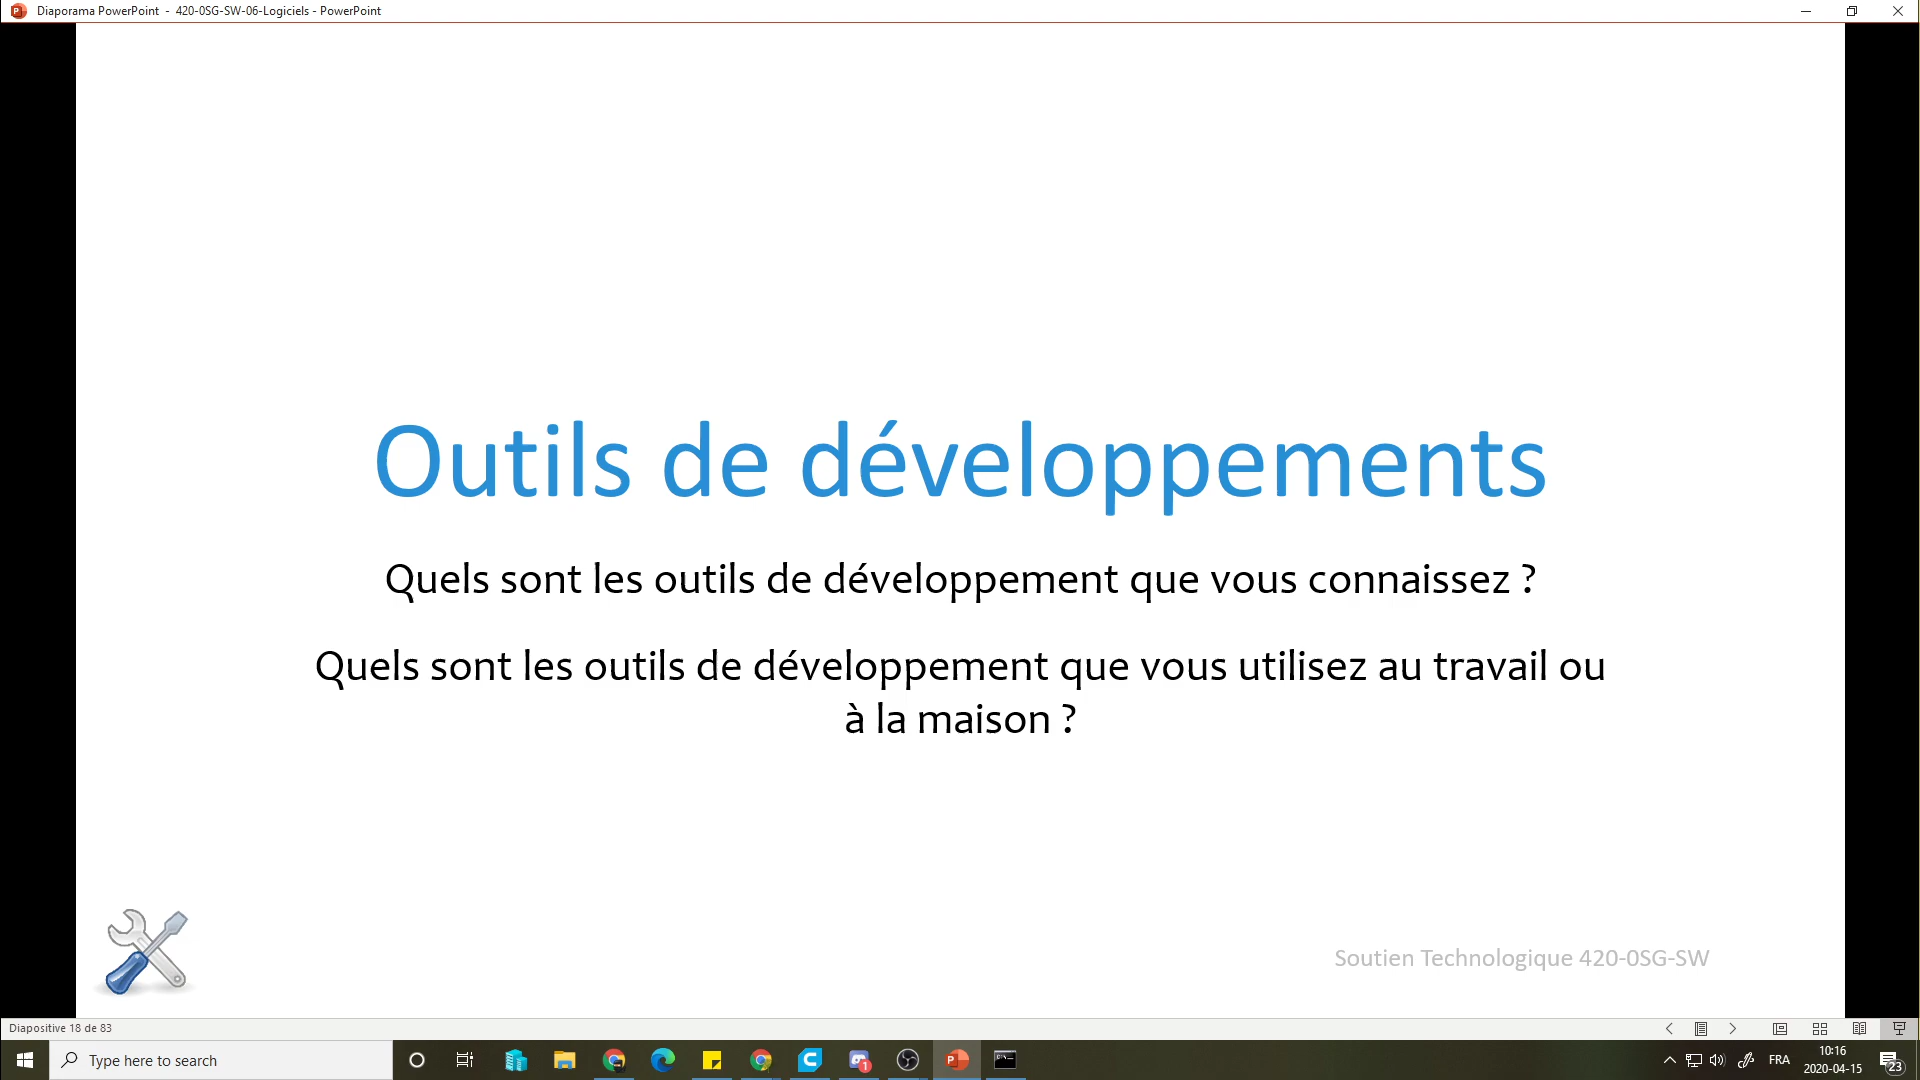 Diaporama PowerPoint - 420-0SG-SW-06-Logiciels - PowerPoint
Outils de développements
Quels sont les outils de développement que vous connaissez ?
Quels sont les outils de développement que vous utilisez au travail ou
à la maison ?
Soutien Technologique 420-0SG-SW
Diapositive 18 de 83
Type here to search
1
FRA
10:16
2020-04-15
23